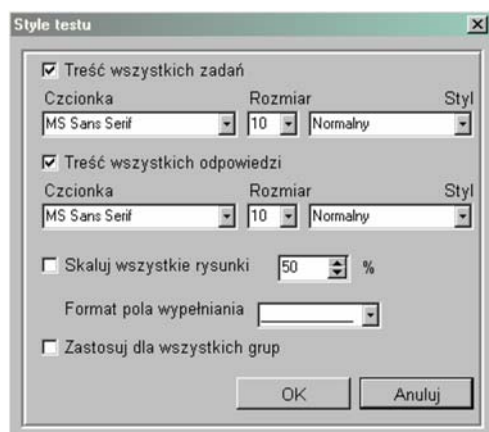 Style testu
Treść wszystkich zadań
Czcionka Rozmiar Styl
MS Sans Serif 10 Normalny
Treść wszystkich odpowiedzi
Czcionka Rozmiar Styl
MS Sans Serif 10 Normalny
Skaluj wszystkie rysunki 50 %
Format pola wypełniania
Zastosuj dla wszystkich grup
OK Anuluj